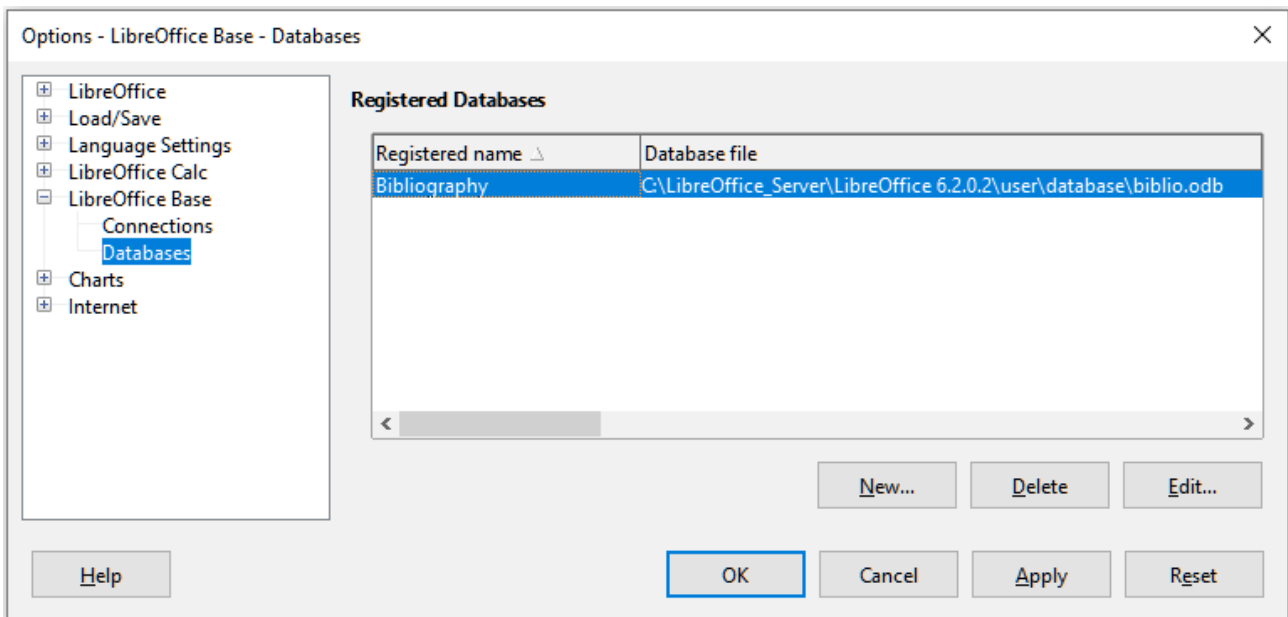 Options - LibreOffice Base - Databases
LibreOffice
Load/Save
Language Settings
LibreOffice Calc
LibreOffice Base
Connections
Databases
Charts
Internet
Registered Databases
Registered name Database file
Bibliography C:\LibreOffice_Server\LibreOffice 6.2.0.2\user\database\biblio.odb
New... Delete Edit...
Help OK Cancel Apply Reset